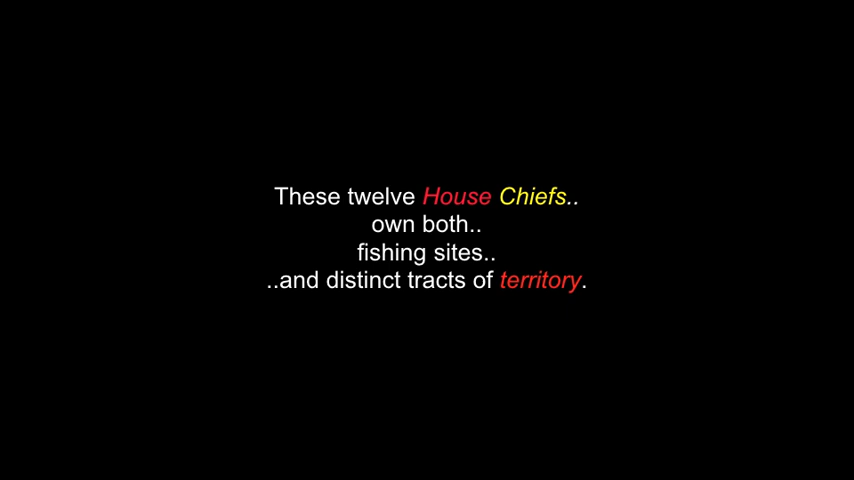 These twelve House Chiefs..
own both..
fishing sites..
..and distinct tracts of territory.